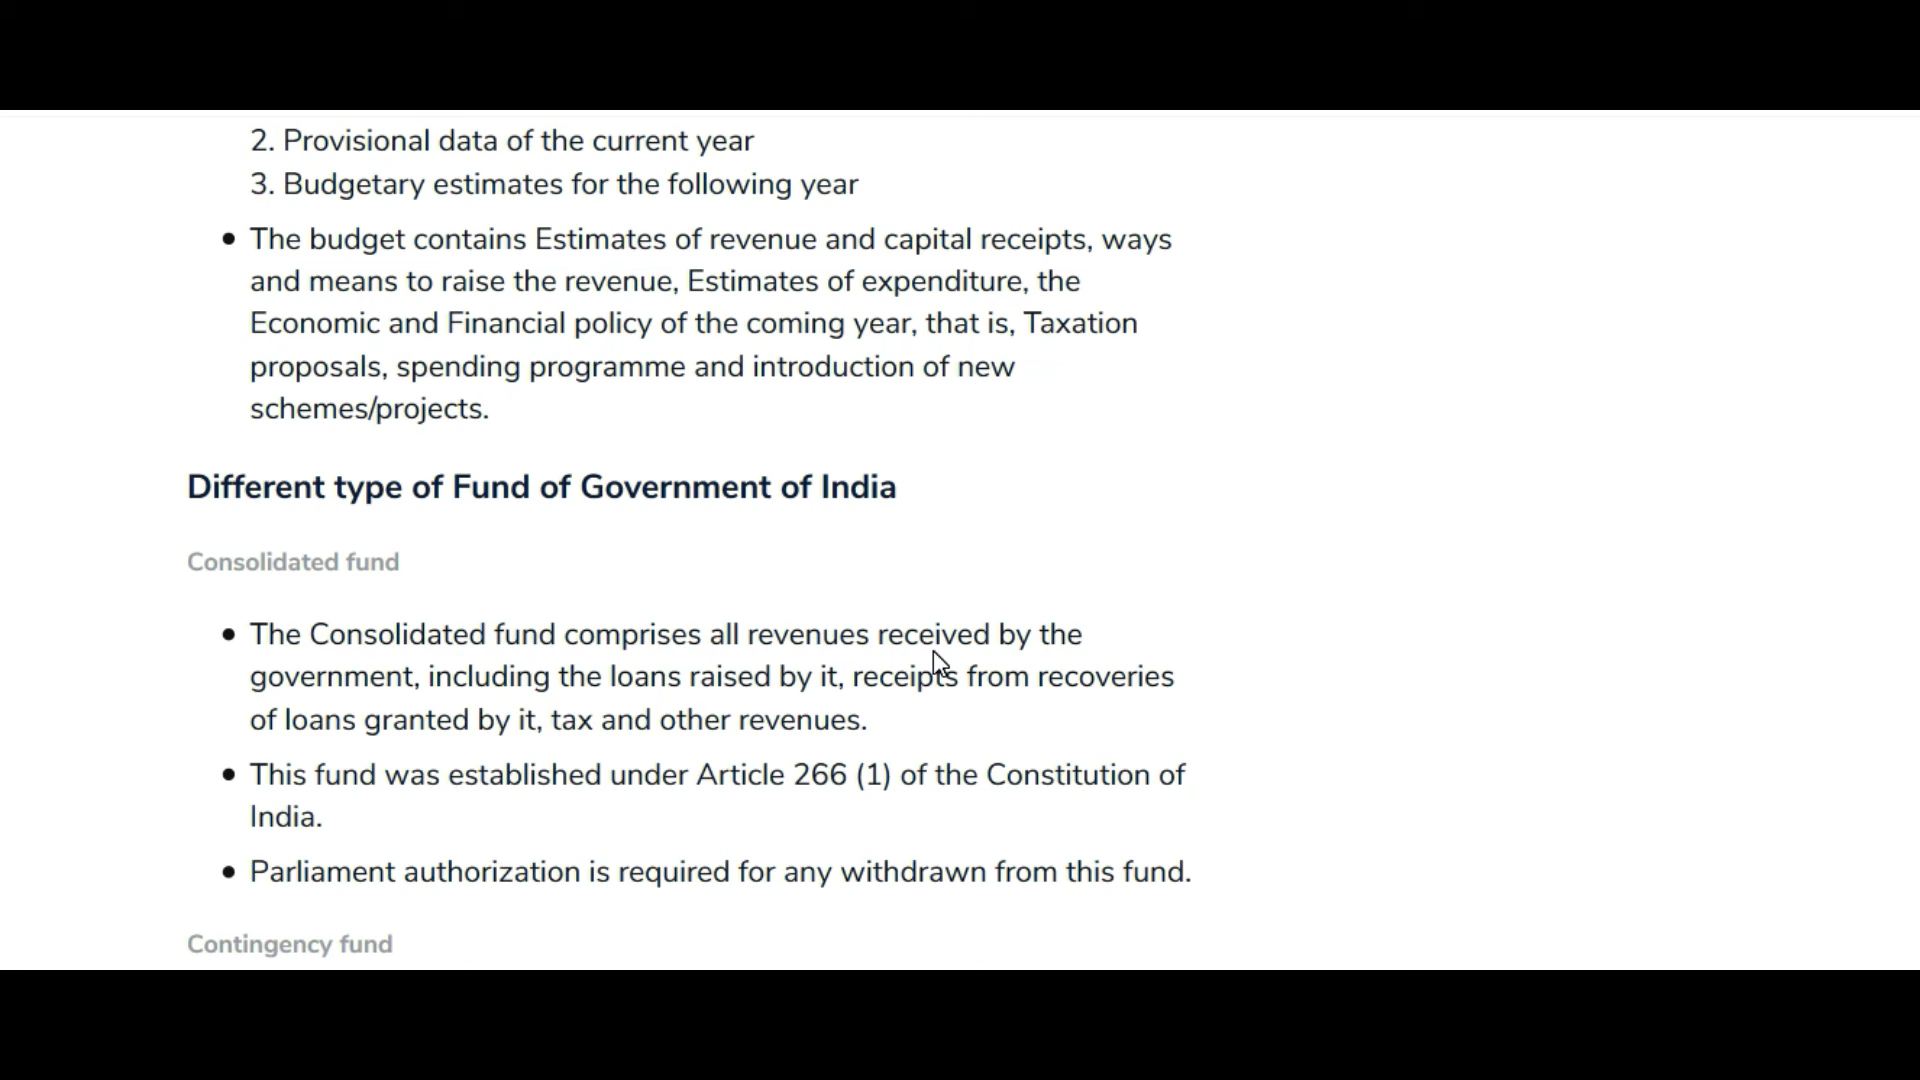 2. Provisional data of the current year
3. Budgetary estimates for the following year
• The budget contains Estimates of revenue and capital receipts, ways
and means to raise the revenue, Estimates of expenditure, the
Economic and Financial policy of the coming year, that is, Taxation
proposals, spending programme and introduction of new
schemes/projects.
Different type of Fund of Government of India
Consolidated fund
• The Consolidated fund comprises all revenues received by the
government, including the loans raised by it, receipts from recoveries
of loans granted by it, tax and other revenues.
• This fund was established under Article 266 (1) of the Constitution of
India.
• Parliament authorization is required for any withdrawn from this fund.
Contingency fund